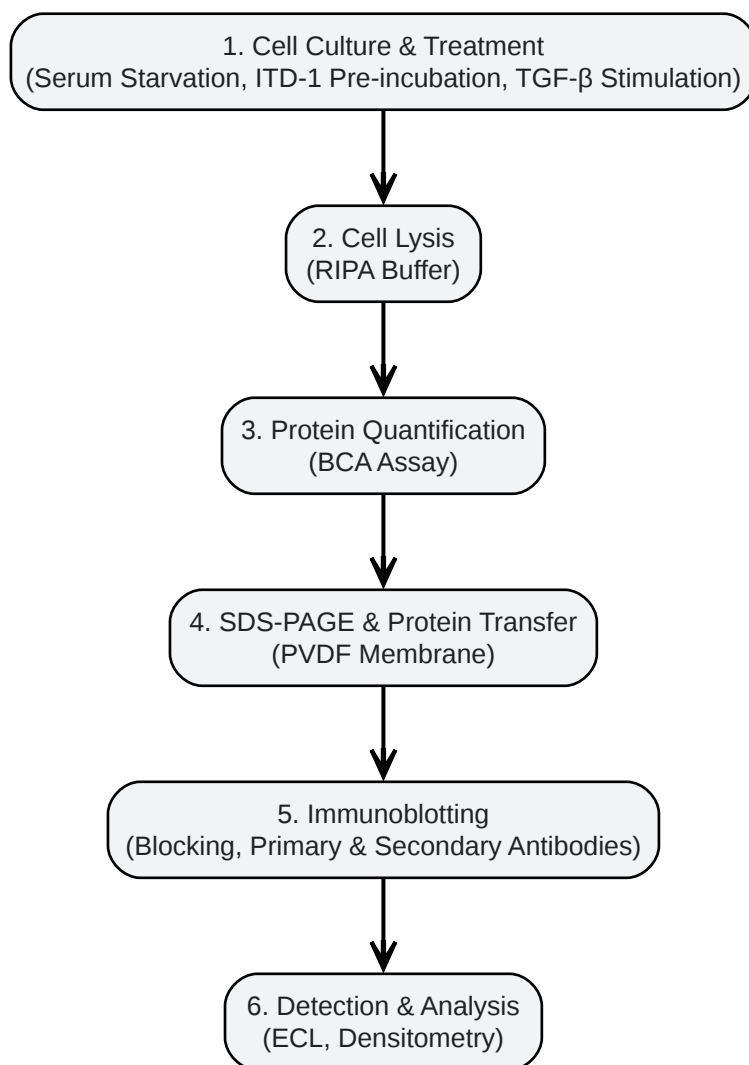 1. Cell Culture & Treatment
(Serum Starvation, ITD-1 Pre-incubation, TGF-β Stimulation)
2. Cell Lysis
(RIPA Buffer)
3. Protein Quantification
(BCA Assay)
4. SDS-PAGE & Protein Transfer
(PVDF Membrane)
5. Immunoblotting
(Blocking, Primary & Secondary Antibodies)
6. Detection & Analysis
(ECL, Densitometry)